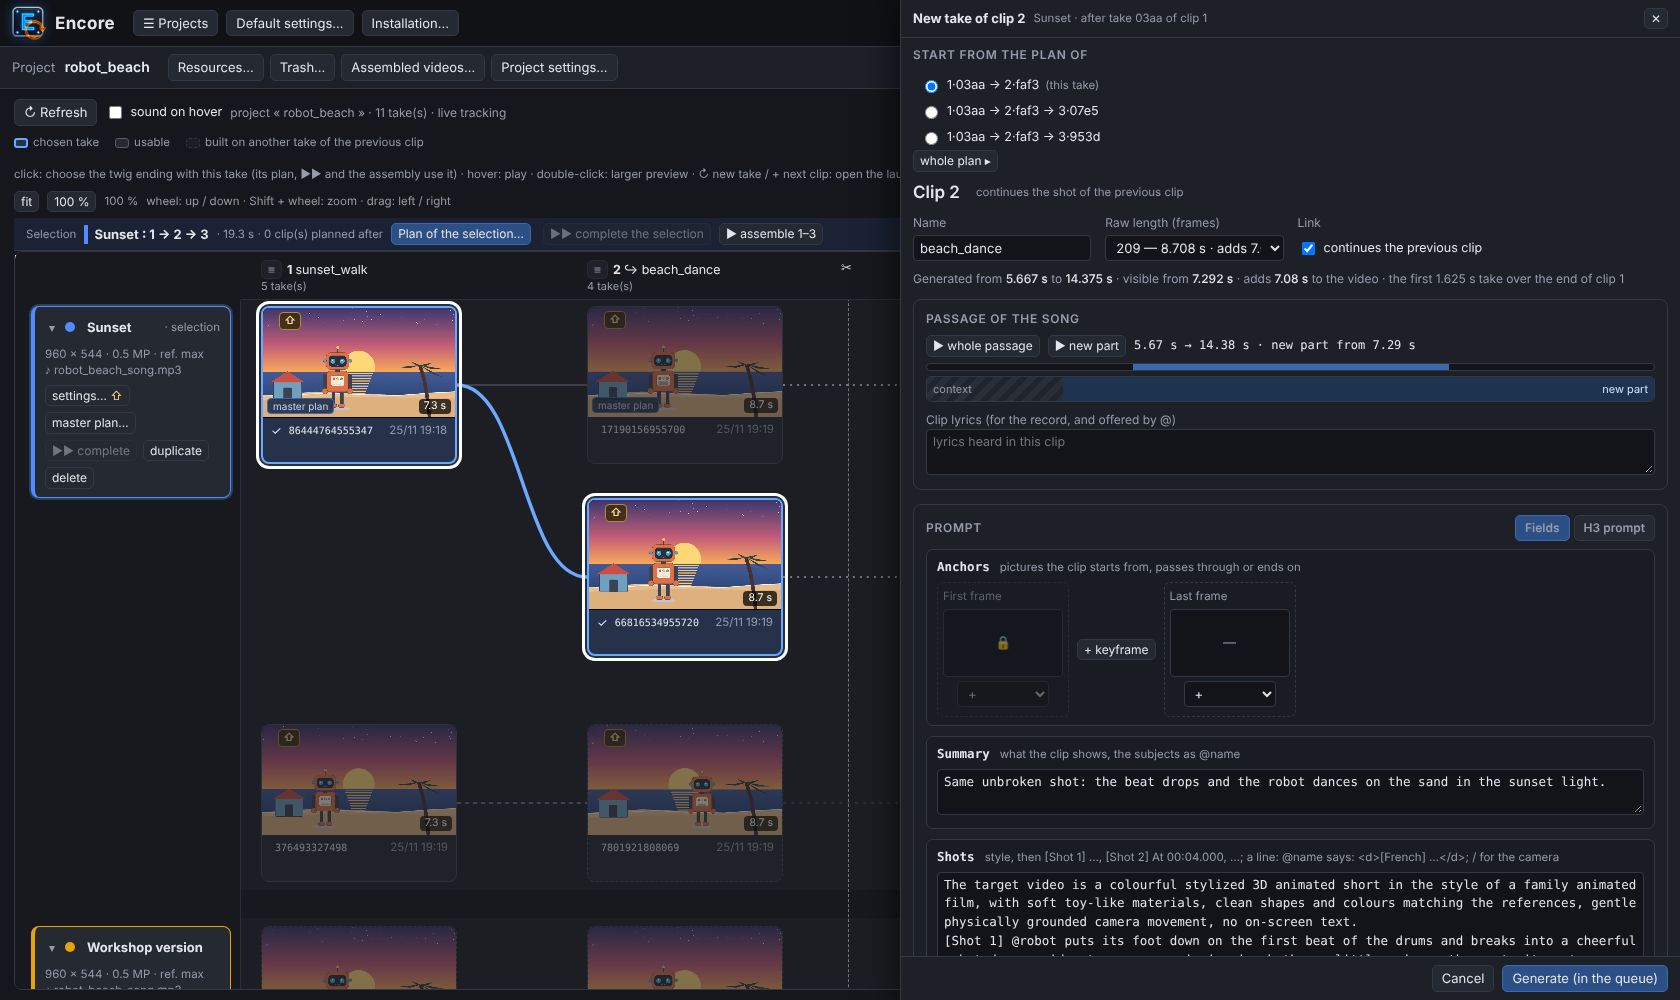 Encore ☰ Projects Default settings... Installation...
Project robot_beach Resources... Trash... Assembled videos... Project settings...
↻ Refresh sound on hover project « robot_beach » · 11 take(s) · live tracking
chosen take usable built on another take of the previous clip
click: choose the twig ending with this take (its plan, ▶▶ and the assembly use it) · hover: play · double-click: larger preview · ↻ new take / + next clip: open the lau
fit 100 % 100 % wheel: up / down · Shift + wheel: zoom · drag: left / right
Selection Sunset : 1 → 2 → 3 · 19.3 s · 0 clip(s) planned after Plan of the selection... ▶▶ complete the selection ▶ assemble 1–3
≡ 1 sunset_walk
5 take(s)
≡ 2 ↪ beach_dance
4 take(s)
✂
▼ Sunset · selection
960 × 544 · 0.5 MP · ref. max
♪ robot_beach_song.mp3
settings... ⇧
master plan...
▶▶ complete duplicate
delete
master plan 7.3 s
✓ 86444764555347 25/11 19:18
master plan 8.7 s
17190156955700 25/11 19:19
8.7 s
✓ 66816534955720 25/11 19:19
7.3 s
376493327498 25/11 19:19
8.7 s
7801921808069 25/11 19:19
▼ Workshop version
960 × 544 · 0.5 MP · ref. max
♪ robot_beach_song.mp3
New take of clip 2 Sunset · after take 03aa of clip 1 ✕
START FROM THE PLAN OF
1·03aa → 2·faf3 (this take)
1·03aa → 2·faf3 → 3·07e5
1·03aa → 2·faf3 → 3·953d
whole plan ▸
Clip 2 continues the shot of the previous clip
Name Raw length (frames) Link
beach_dance 209 — 8.708 s · adds 7. continues the previous clip
Generated from 5.667 s to 14.375 s · visible from 7.292 s · adds 7.08 s to the video · the first 1.625 s take over the end of clip 1
PASSAGE OF THE SONG
▶ whole passage ▶ new part 5.67 s → 14.38 s · new part from 7.29 s
context new part
Clip lyrics (for the record, and offered by @)
lyrics heard in this clip
PROMPT Fields H3 prompt
Anchors pictures the clip starts from, passes through or ends on
First frame Last frame
+ keyframe —
+ +
Summary what the clip shows, the subjects as @name
Same unbroken shot: the beat drops and the robot dances on the sand in the sunset light.
Shots style, then [Shot 1] ..., [Shot 2] At 00:04.000, ...; a line: @name says: <d>[French] ...</d>; / for the camera
The target video is a colourful stylized 3D animated short in the style of a family animated
film, with soft toy-like materials, clean shapes and colours matching the references, gentle
physically grounded camera movement, no on-screen text.
[Shot 1] @robot puts its foot down on the first beat of the drums and breaks into a cheerful
Cancel Generate (in the queue)